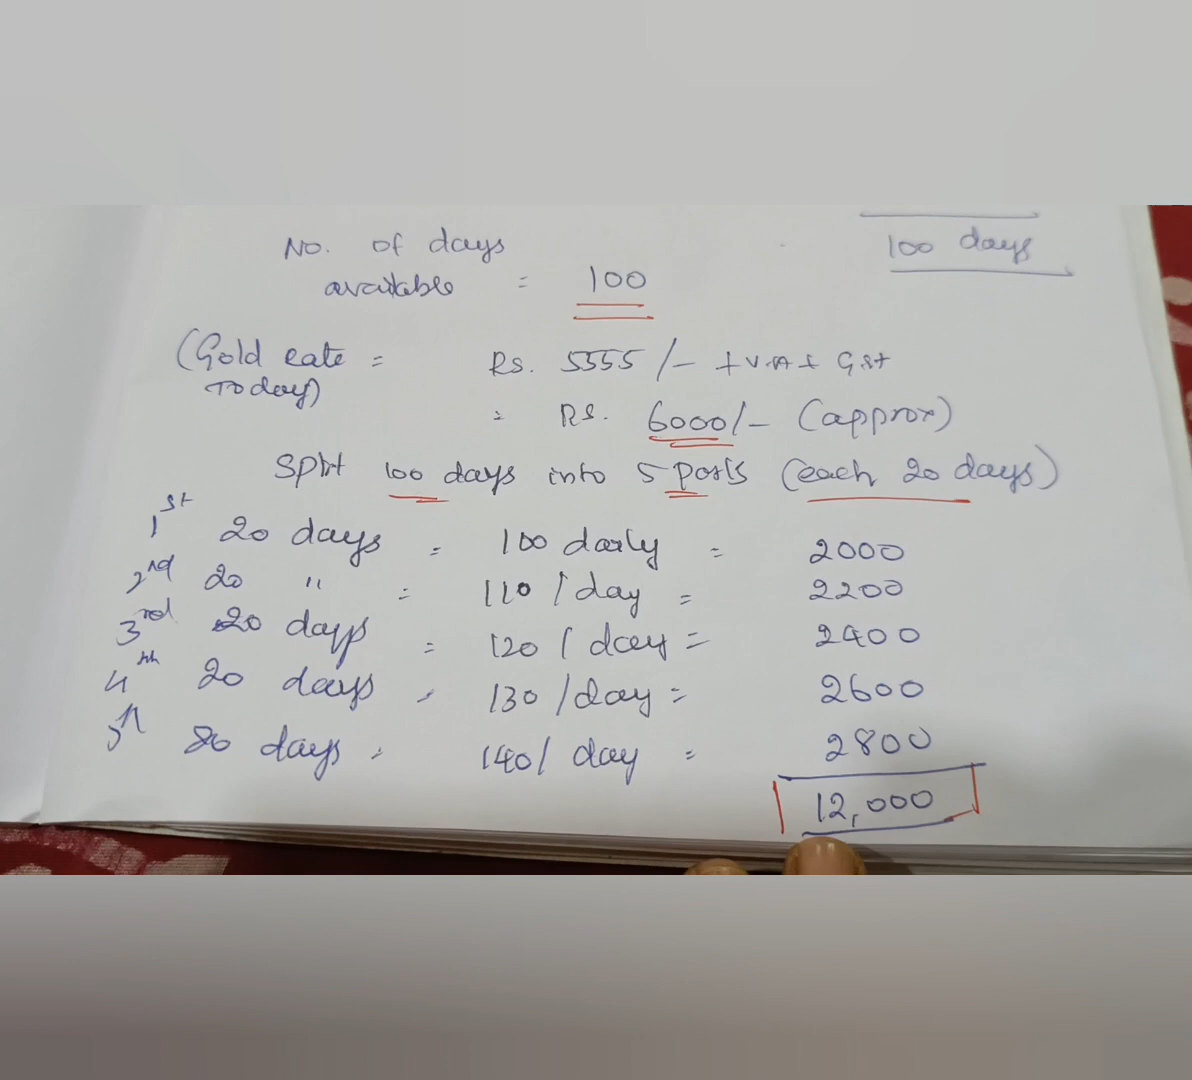 100 days
No. of days
available = 100
(Gold rate = Rs. 5555/- + V.A + GST
Today)
= Rs. 6000/- (approx)
Split 100 days into 5 parts (each 20 days)
1st 20 days = 100 daily = 2000
2nd 20 " = 110 / day = 2200
3rd 20 days = 120 / day = 2400
4th 20 days = 130 / day = 2600
5th 20 days = 140 / day = 2800
12,000